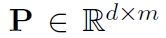 P ∈ ℝ^{d×m}